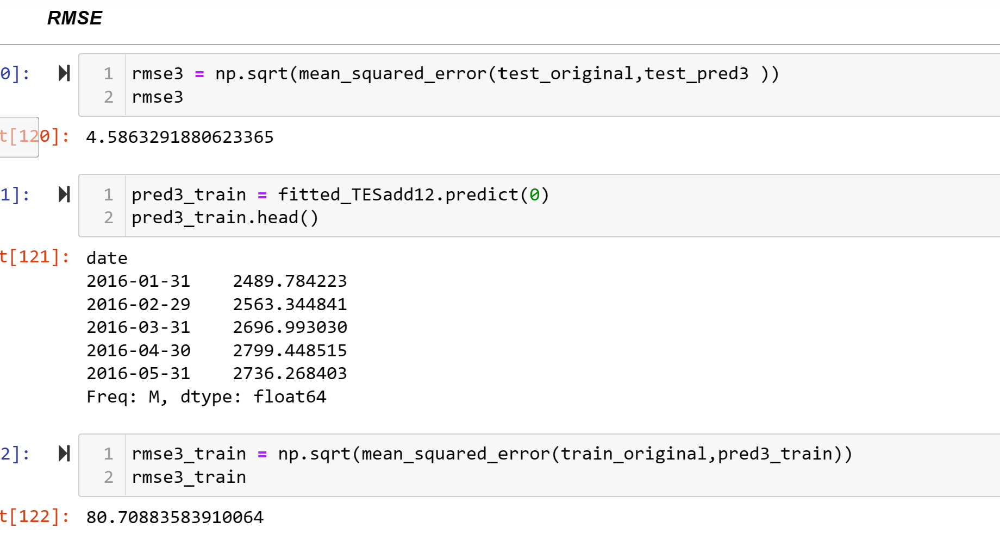 RMSE
0]:
1 rmse3 = np.sqrt(mean_squared_error(test_original,test_pred3 ))
2 rmse3
t[120]: 4.5863291880623365
1]:
1 pred3_train = fitted_TESadd12.predict(0)
2 pred3_train.head()
t[121]: date
2016-01-31    2489.784223
2016-02-29    2563.344841
2016-03-31    2696.993030
2016-04-30    2799.448515
2016-05-31    2736.268403
Freq: M, dtype: float64
2]:
1 rmse3_train = np.sqrt(mean_squared_error(train_original,pred3_train))
2 rmse3_train
t[122]: 80.70883583910064